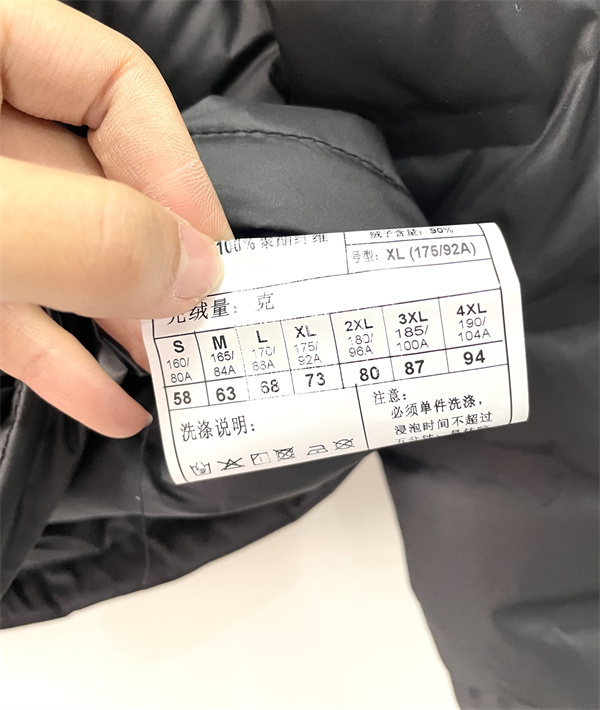 100%聚酯纤维
绒子含量：90%
号型：XL (175/92A)
充绒量：克
S M L XL 2XL 3XL 4XL
160/80A 165/84A 170/88A 175/92A 180/96A 185/100A 190/104A
58 63 68 73 80 87 94
洗涤说明：
注意：
必须单件洗涤，
浸泡时间不超过